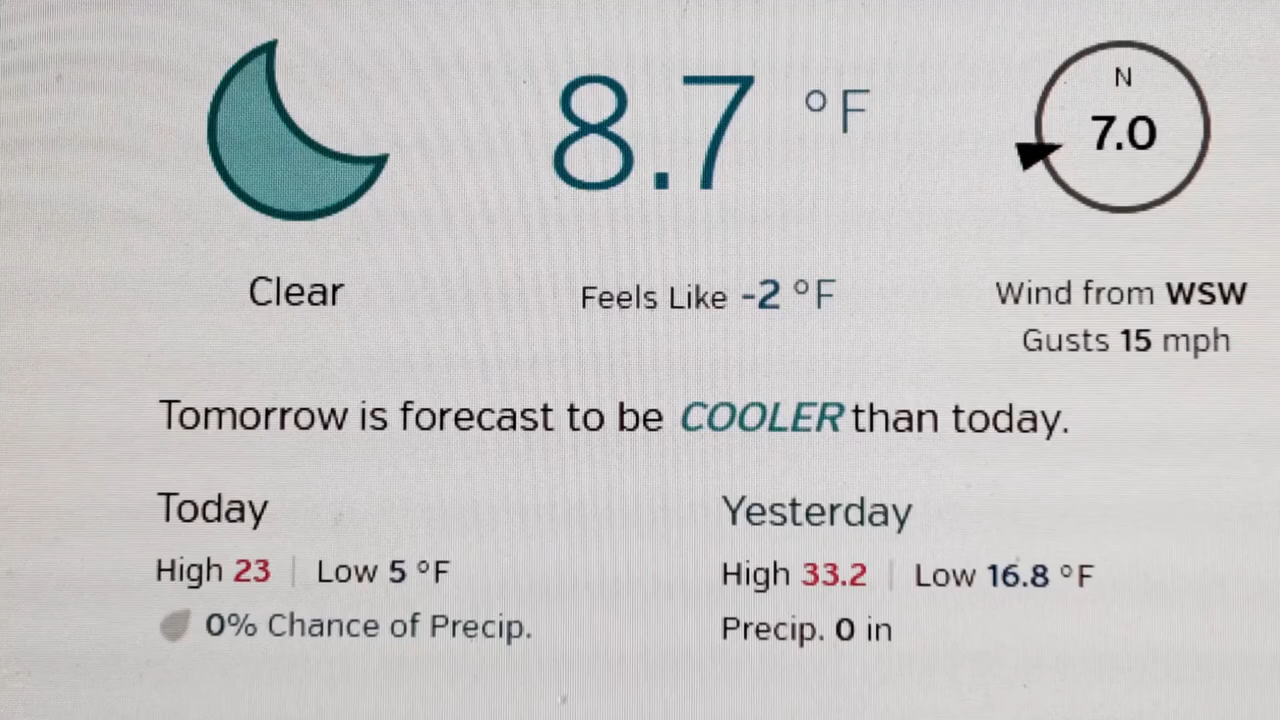 8.7 °F
N
7.0
Clear
Feels Like -2 °F
Wind from WSW
Gusts 15 mph
Tomorrow is forecast to be COOLER than today.
Today
High 23 | Low 5 °F
0% Chance of Precip.
Yesterday
High 33.2 | Low 16.8 °F
Precip. 0 in